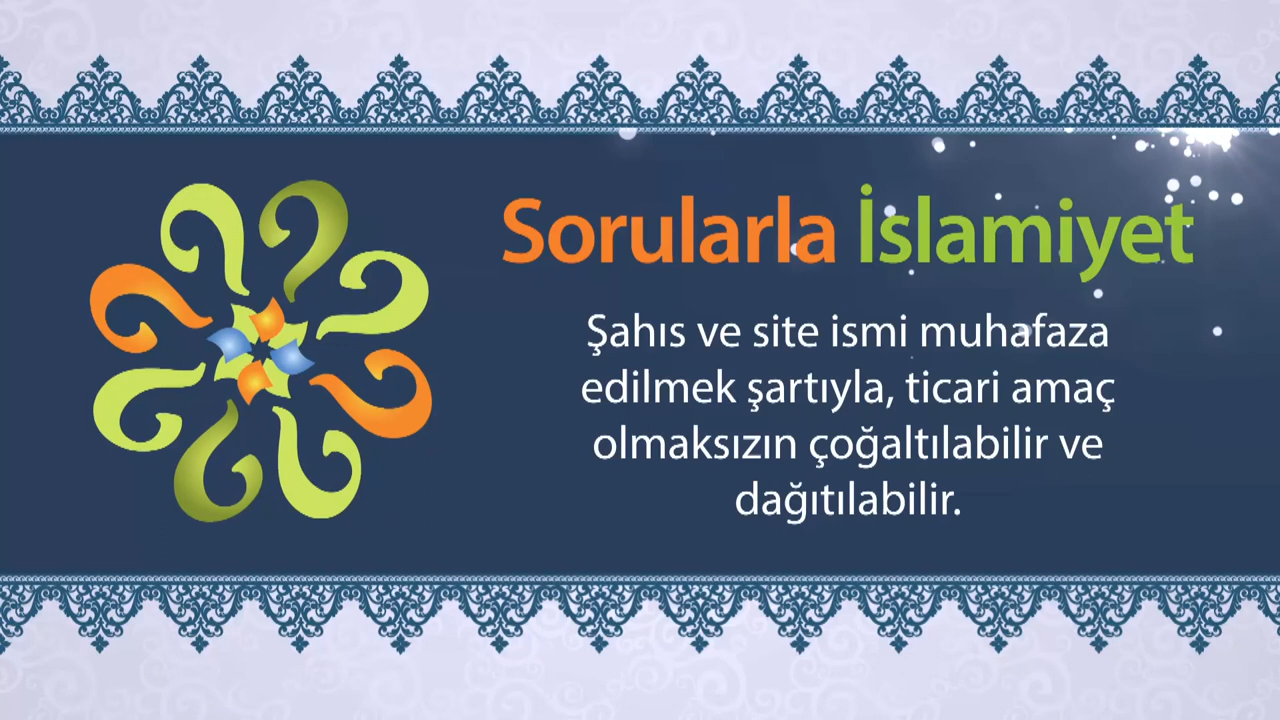 Sorularla İslamiyet
Şahıs ve site ismi muhafaza
edilmek şartıyla, ticari amaç
olmaksızın çoğaltılabilir ve
dağıtılabilir.